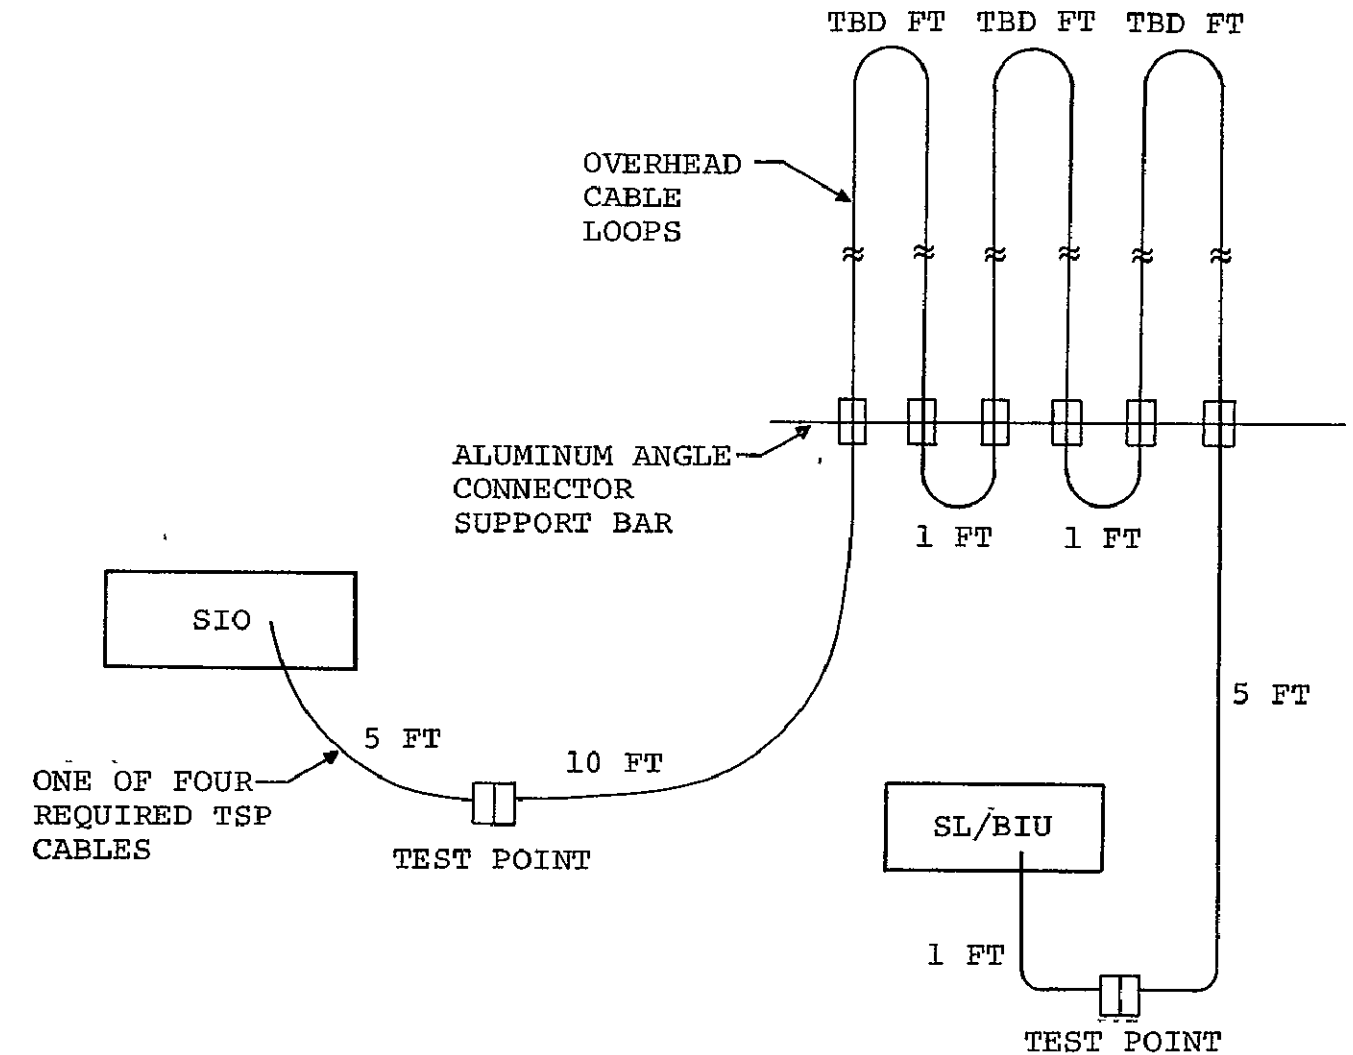 TBD FT TBD FT TBD FT
OVERHEAD
CABLE
LOOPS
ALUMINUM ANGLE
CONNECTOR
SUPPORT BAR
1 FT 1 FT
SIO
5 FT
5 FT
10 FT
ONE OF FOUR
REQUIRED TSP
CABLES
TEST POINT
SL/BIU
1 FT
TEST POINT